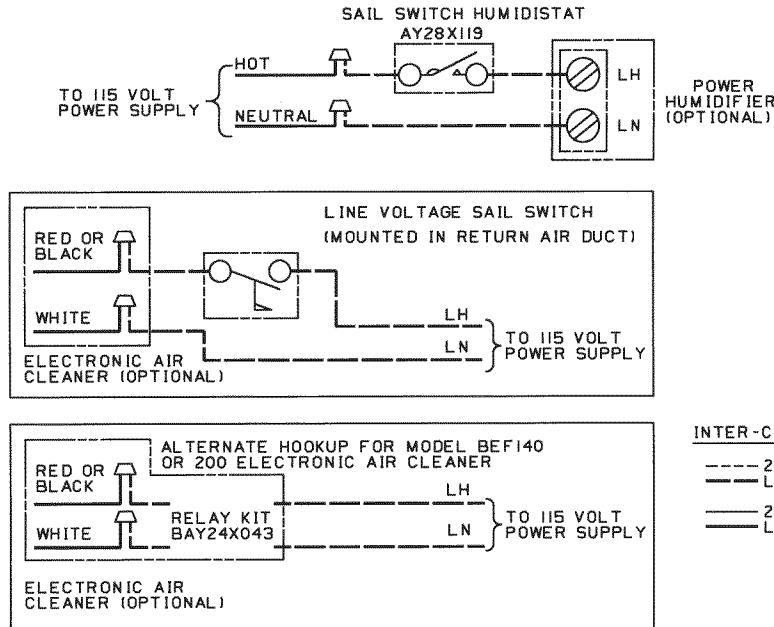 SAIL SWITCH HUMIDISTAT
AY28X119
HOT
LH
TO 115 VOLT
POWER SUPPLY
POWER
HUMIDIFIER
(OPTIONAL)
NEUTRAL
LN
LINE VOLTAGE SAIL SWITCH
(MOUNTED IN RETURN AIR DUCT)
RED OR
BLACK
WHITE
LH
LN
TO 115 VOLT
POWER SUPPLY
ELECTRONIC AIR
CLEANER (OPTIONAL)
ALTERNATE HOOKUP FOR MODEL BEF140
OR 200 ELECTRONIC AIR CLEANER
RED OR
BLACK
WHITE
RELAY KIT
BAY24X043
LH
LN
TO 115 VOLT
POWER SUPPLY
ELECTRONIC AIR
CLEANER (OPTIONAL)
INTER-C
2
L
2
L